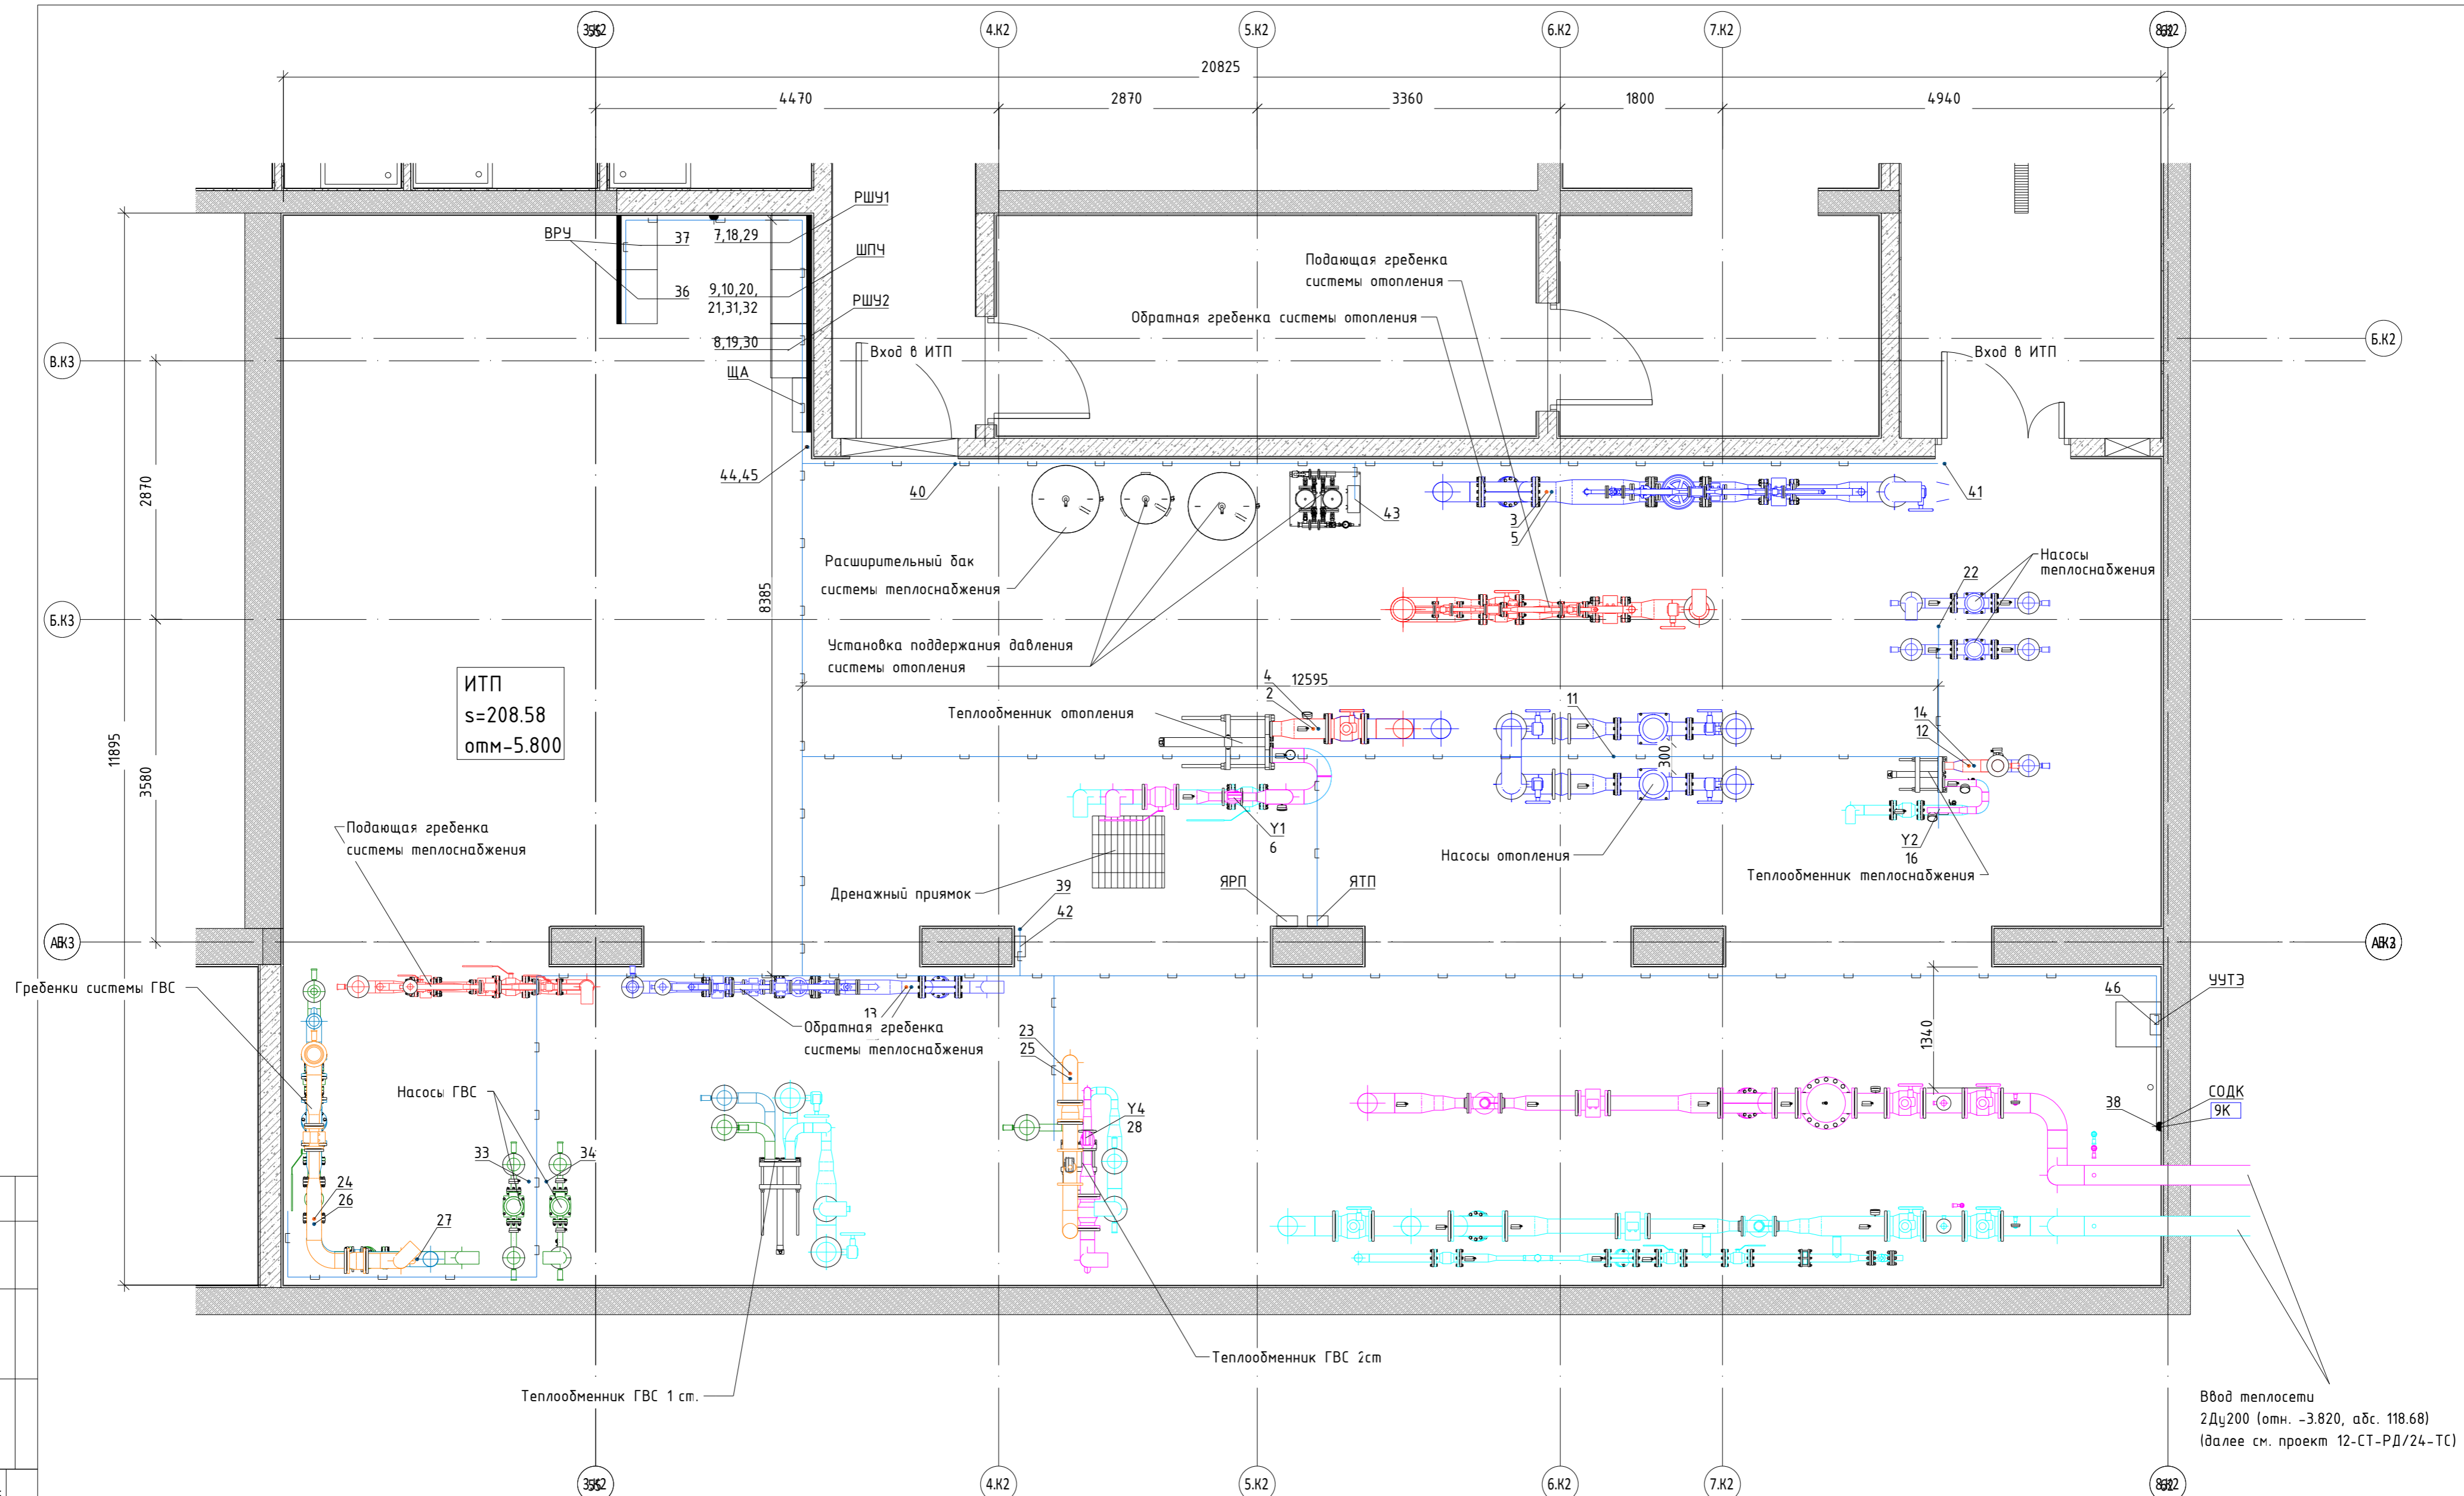 4.К2
5.К2
6.К2
7.К2
20825
4470
2870
3360
1800
4940
РШУ1
ВРУ
37
7,18,29
ШПЧ
36
9,10,20,
21,31,32
РШУ2
8,19,30
ЩА
Вход в ИТП
Подающая гребенка
системы отопления
Обратная гребенка системы отопления
Вход в ИТП
Б.К2
В.К3
44,45
40
43
3
5
41
2870
Расширительный бак
системы теплоснабжения
8385
Насосы
теплоснабжения
22
Б.К3
Установка поддержания давления
системы отопления
ИТП
s=208.58
отм-5.800
12595
4
2
Теплообменник отопления
11
14
12
11895
3580
300
Y1
6
Насосы отопления
Y2
16
Теплообменник теплоснабжения
Подающая гребенка
системы теплоснабжения
Дренажный приямок
39
42
ЯРП
ЯТП
Гребенки системы ГВС
13
Обратная гребенка
системы теплоснабжения
23
25
46
УУТЭ
1340
Насосы ГВС
Y4
28
СОДК
9К
38
33
34
24
26
27
Теплообменник ГВС 2ст
Теплообменник ГВС 1 ст.
Ввод теплосети
2Ду200 (отн. -3.820, абс. 118.68)
(далее см. проект 12-СТ-РД/24-ТС)
4.К2
5.К2
6.К2
7.К2